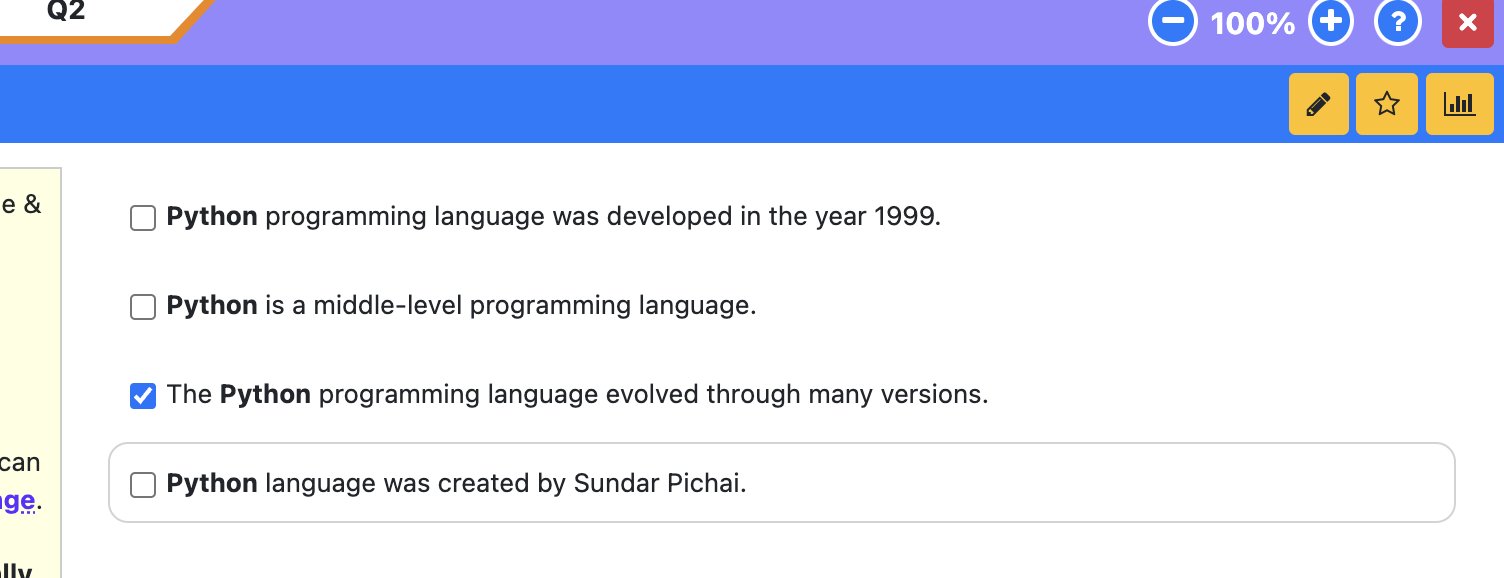 Q2
100%
e &
Python programming language was developed in the year 1999.
Python is a middle-level programming language.
The Python programming language evolved through many versions.
can
Python language was created by Sundar Pichai.
ge.
lly